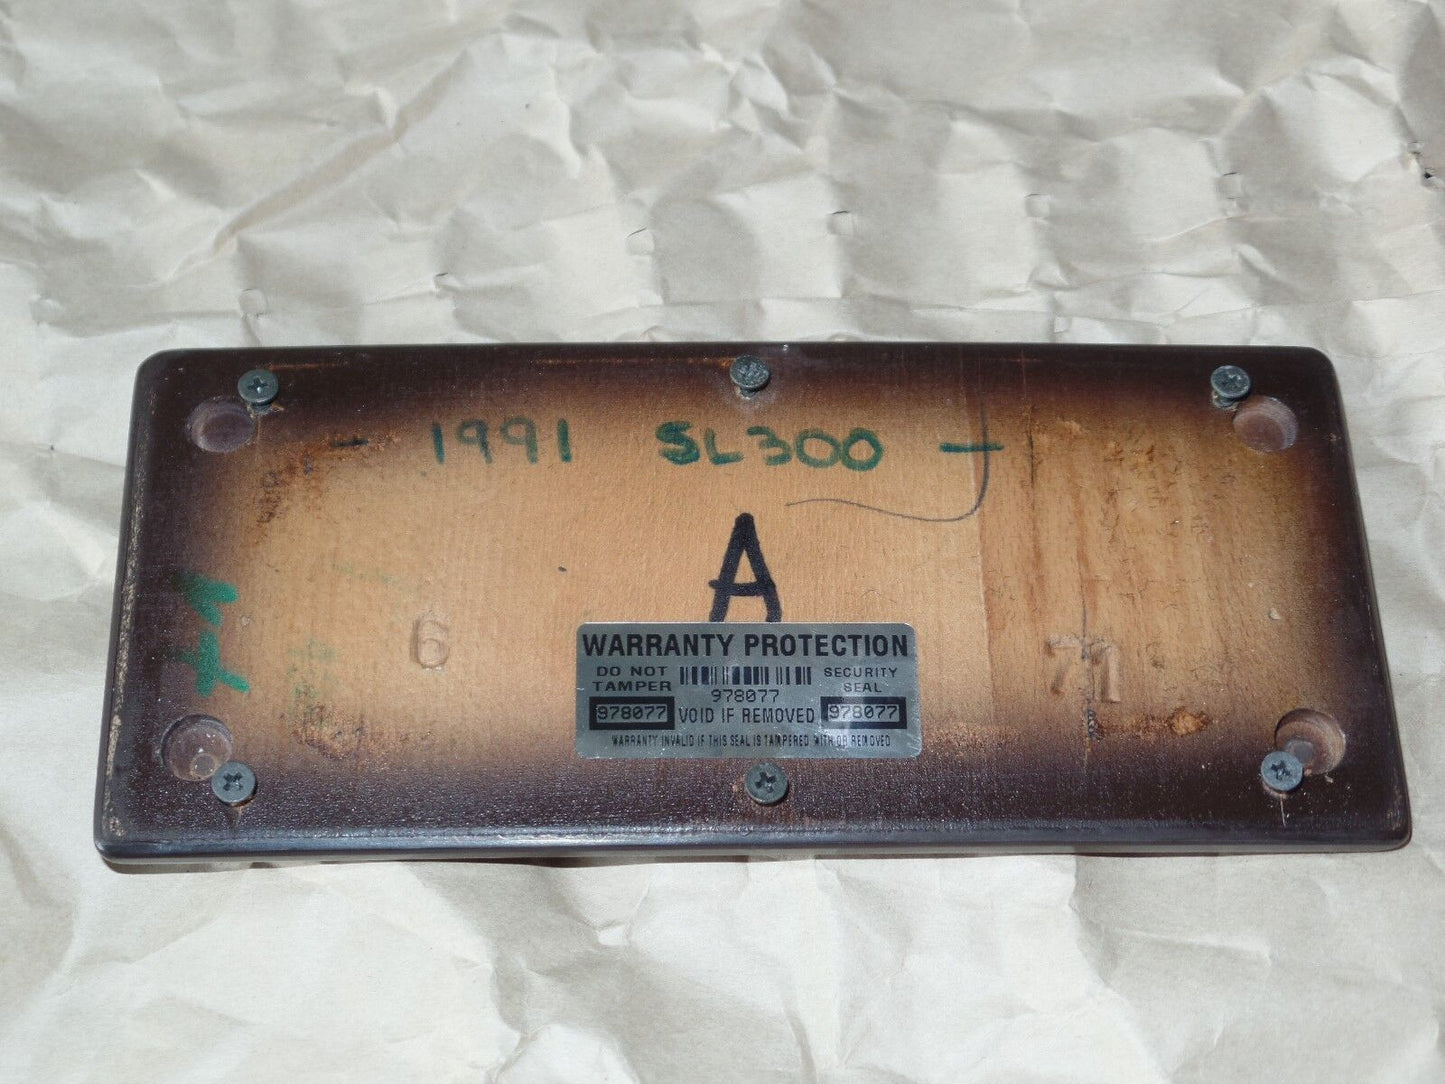 - 1991 SL300 -
A
6
71
WARRANTY PROTECTION
DO NOT TAMPER
978077
SECURITY SEAL
978077
VOID IF REMOVED
978077
WARRANTY INVALID IF THIS SEAL IS TAMPERED WITH OR REMOVED